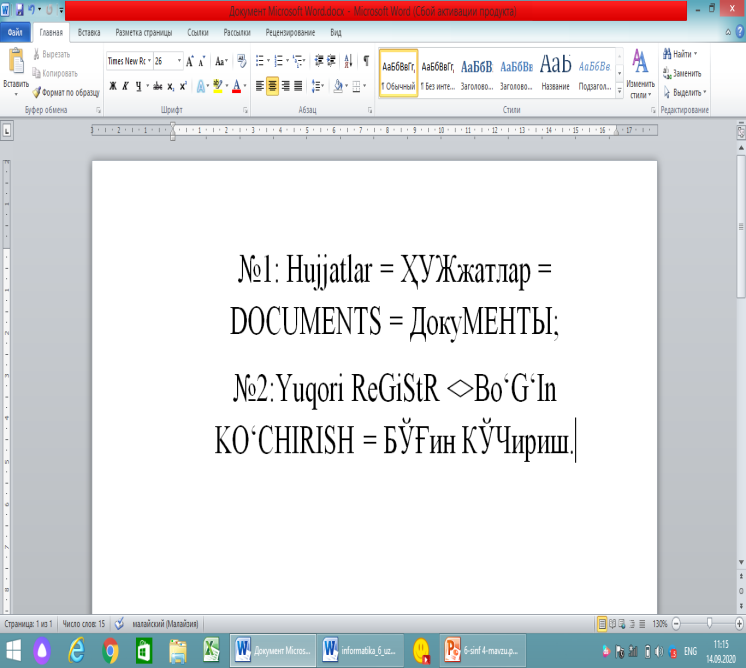 Документ Microsoft Word.docx - Microsoft Word (Сбой активации продукта)
Файл Главная Вставка Разметка страницы Ссылки Рассылки Рецензирование Вид
Вставить
Вырезать
Копировать
Формат по образцу
Буфер обмена
Times New Rc 26
Шрифт
Абзац
АаБбВвГг, АаБбВвГг, АаБбВ АаБбВв АаБ АаБбВв
¶ Обычный ¶ Без инте... Заголово... Заголово... Название Подзагол...
Стили
Изменить стили
Найти
Заменить
Выделить
Редактирование
№1: Hujjatlar = ҲУЖжатлар =
DOCUMENTS = ДокуМЕНТЫ;
№2:Yuqori ReGiStR <>Bo‘G‘In
KO‘CHIRISH = БЎҒин КЎЧириш.
Страница: 1 из 1 Число слов: 15 малайский (Малайзия) 130%
Документ Micros... informatika_6_uz... 6-sinf 4-mavzu.p... ENG 11:15
14.09.2020